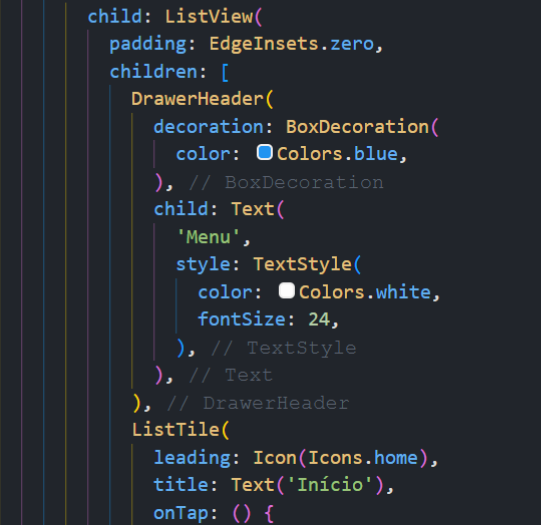 child: ListView(
padding: EdgeInsets.zero,
children: [
DrawerHeader(
decoration: BoxDecoration(
color: Colors.blue,
), // BoxDecoration
child: Text(
'Menu',
style: TextStyle(
color: Colors.white,
fontSize: 24,
), // TextStyle
), // Text
), // DrawerHeader
ListTile(
leading: Icon(Icons.home),
title: Text('Início'),
onTap: () {